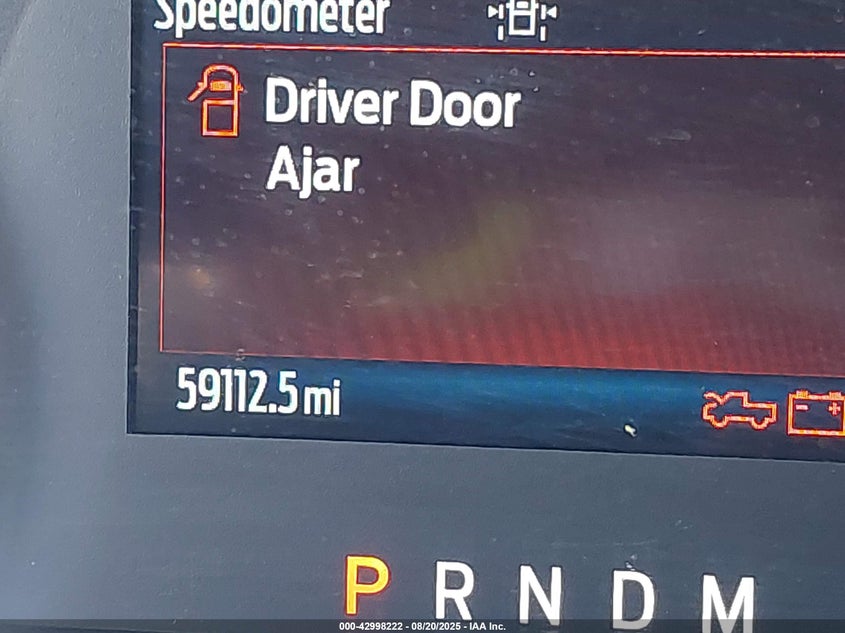 Speedometer
Driver Door
Ajar
59112.5 mi
P R N D M
000-42998222 - 08/20/2025 - IAA Inc.